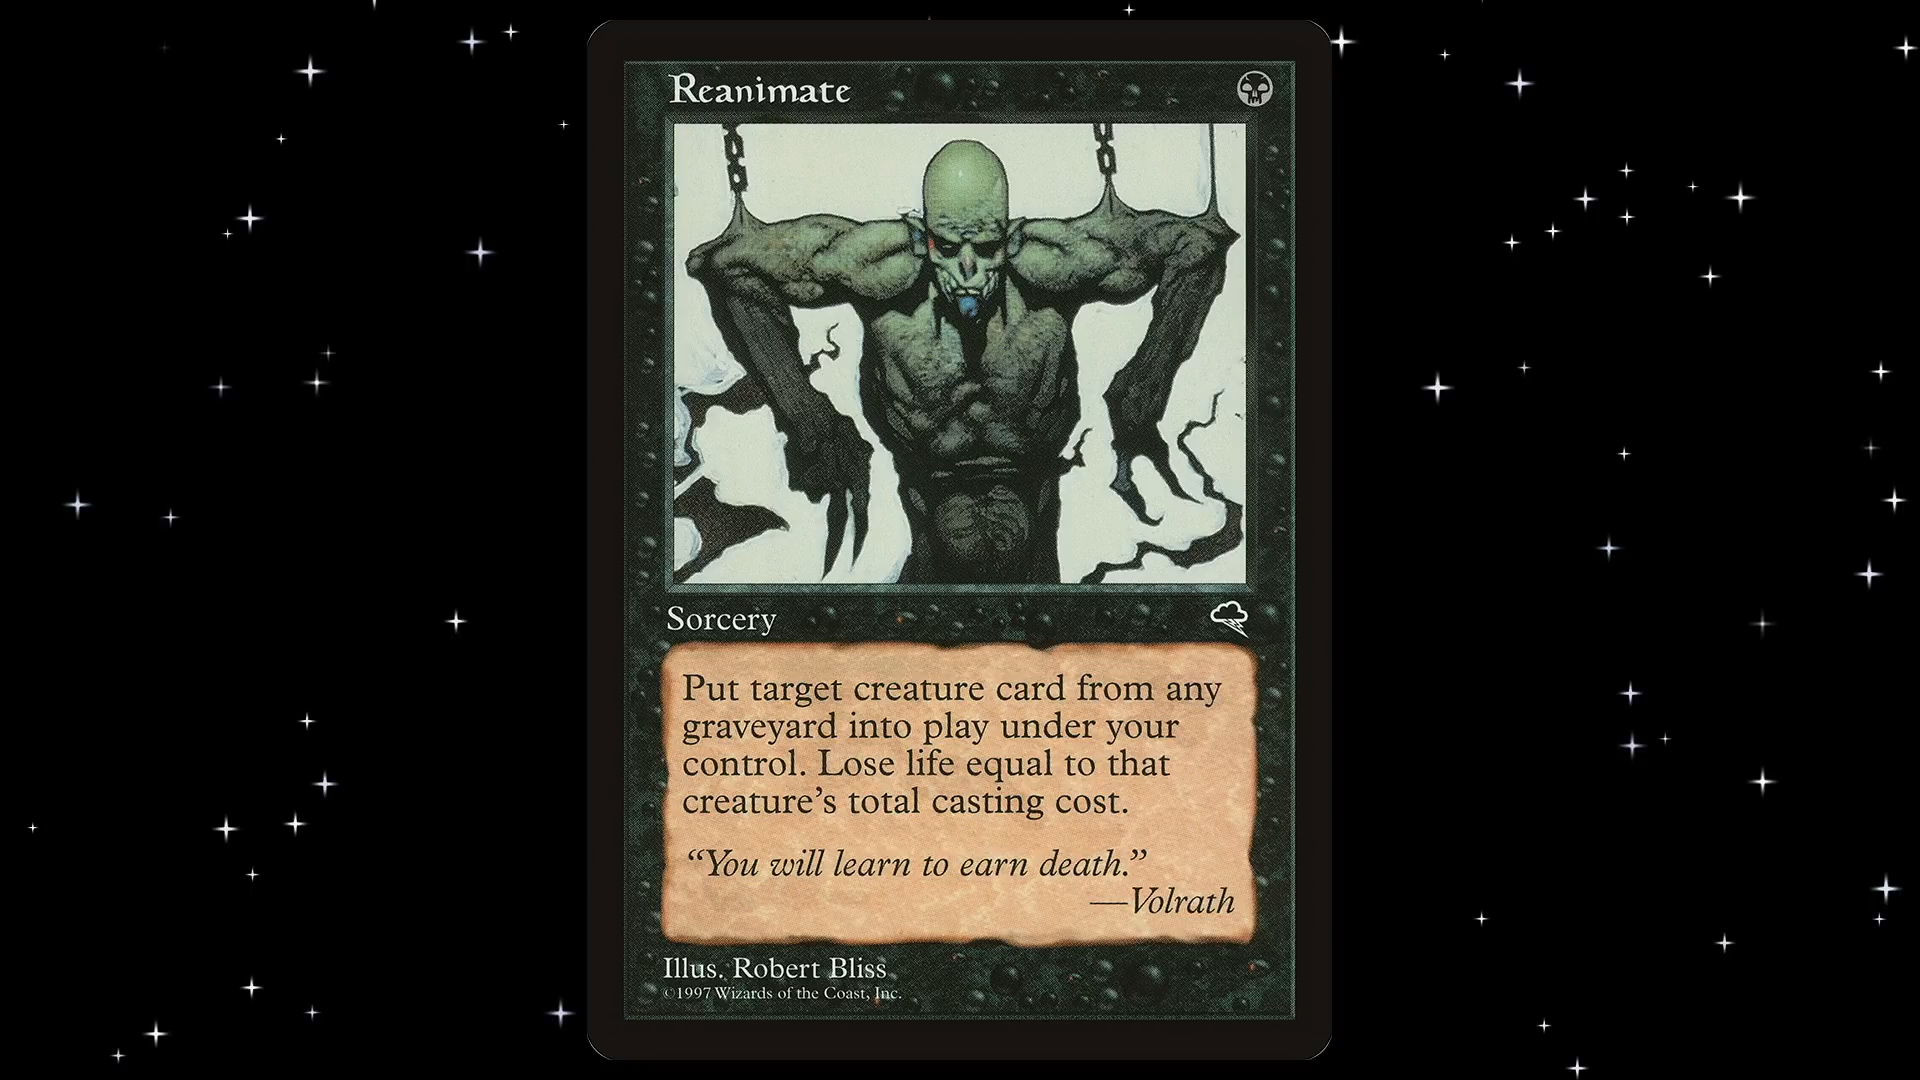 Reanimate
Sorcery
Put target creature card from any
graveyard into play under your
control. Lose life equal to that
creature's total casting cost.
“You will learn to earn death.”
—Volrath
Illus. Robert Bliss
©1997 Wizards of the Coast, Inc.